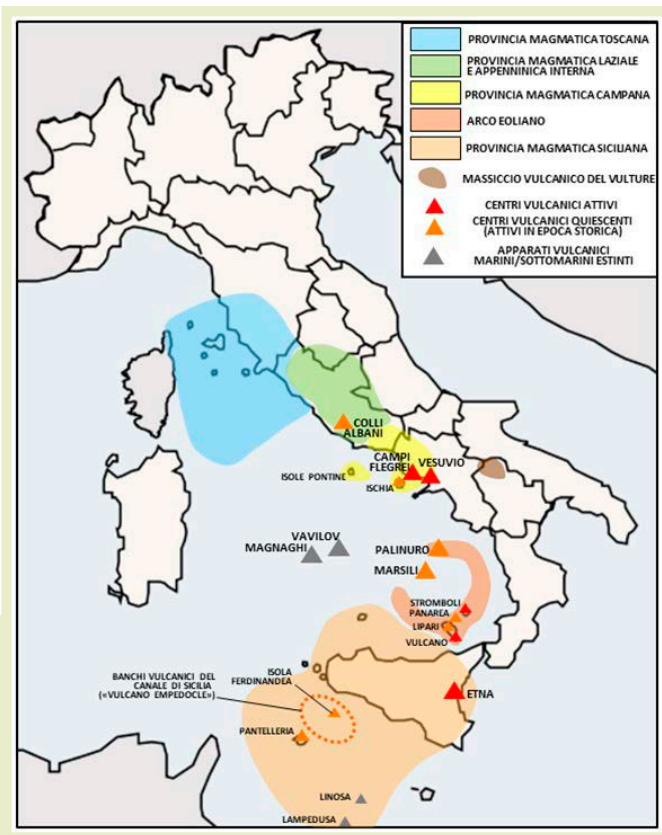 PROVINCIA MAGMATICA TOSCANA
PROVINCIA MAGMATICA LAZIALE
E APPENNINICA INTERNA
PROVINCIA MAGMATICA CAMPANA
ARCO EOLIANO
PROVINCIA MAGMATICA SICILIANA
MASSICCIO VULCANICO DEL VULTURE
CENTRI VULCANICI ATTIVI
CENTRI VULCANICI QUIESCENTI
(ATTIVI IN EPOCA STORICA)
APPARATI VULCANICI
MARINI/SOTTOMARINI ESTINTI
COLLI
ALBANI
CAMPI
FLEGREI
VESUVIO
ISOLE PONTINE
ISCHIA
VAVILOV
MAGNAGHI
PALINURO
MARSILI
STROMBOLI
PANAREA
LIPARI
VULCANO
BANCHI VULCANICI DEL
CANALE DI SICILIA
(«VULCANO EMPEDOCLE»)
ISOLA
FERDINANDEA
ETNA
PANTELLERIA
LINOSA
LAMPEDUSA